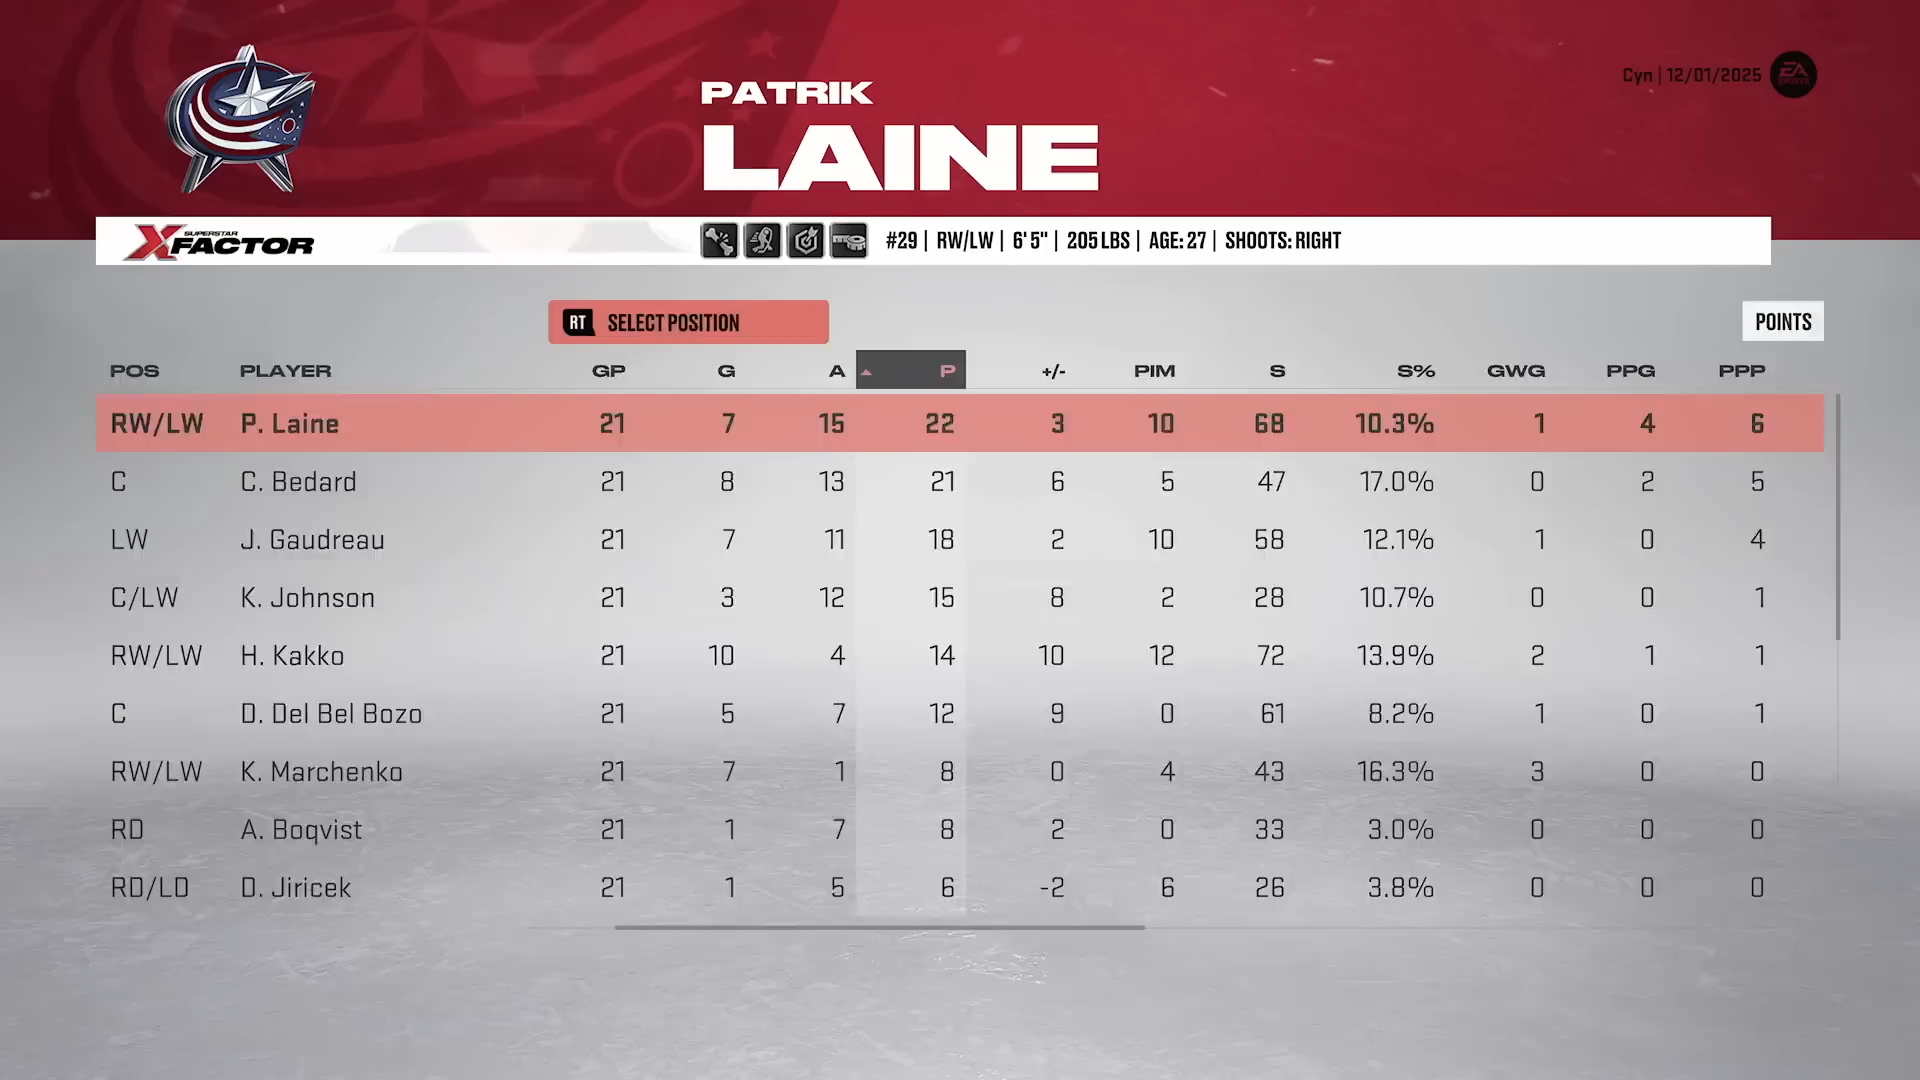 PATRIK
LAINE
Cyn | 12/01/2025
EA SPORTS
SUPERSTAR
XFACTOR
#29 | RW/LW | 6' 5" | 205 LBS | AGE: 27 | SHOOTS: RIGHT
RT SELECT POSITION
POINTS
POS PLAYER GP G A P +/- PIM S S% GWG PPG PPP
RW/LW P. Laine 21 7 15 22 3 10 68 10.3% 1 4 6
C C. Bedard 21 8 13 21 6 5 47 17.0% 0 2 5
LW J. Gaudreau 21 7 11 18 2 10 58 12.1% 1 0 4
C/LW K. Johnson 21 3 12 15 8 2 28 10.7% 0 0 1
RW/LW H. Kakko 21 10 4 14 10 12 72 13.9% 2 1 1
C D. Del Bel Bozo 21 5 7 12 9 0 61 8.2% 1 0 1
RW/LW K. Marchenko 21 7 1 8 0 4 43 16.3% 3 0 0
RD A. Boqvist 21 1 7 8 2 0 33 3.0% 0 0 0
RD/LD D. Jiricek 21 1 5 6 -2 6 26 3.8% 0 0 0